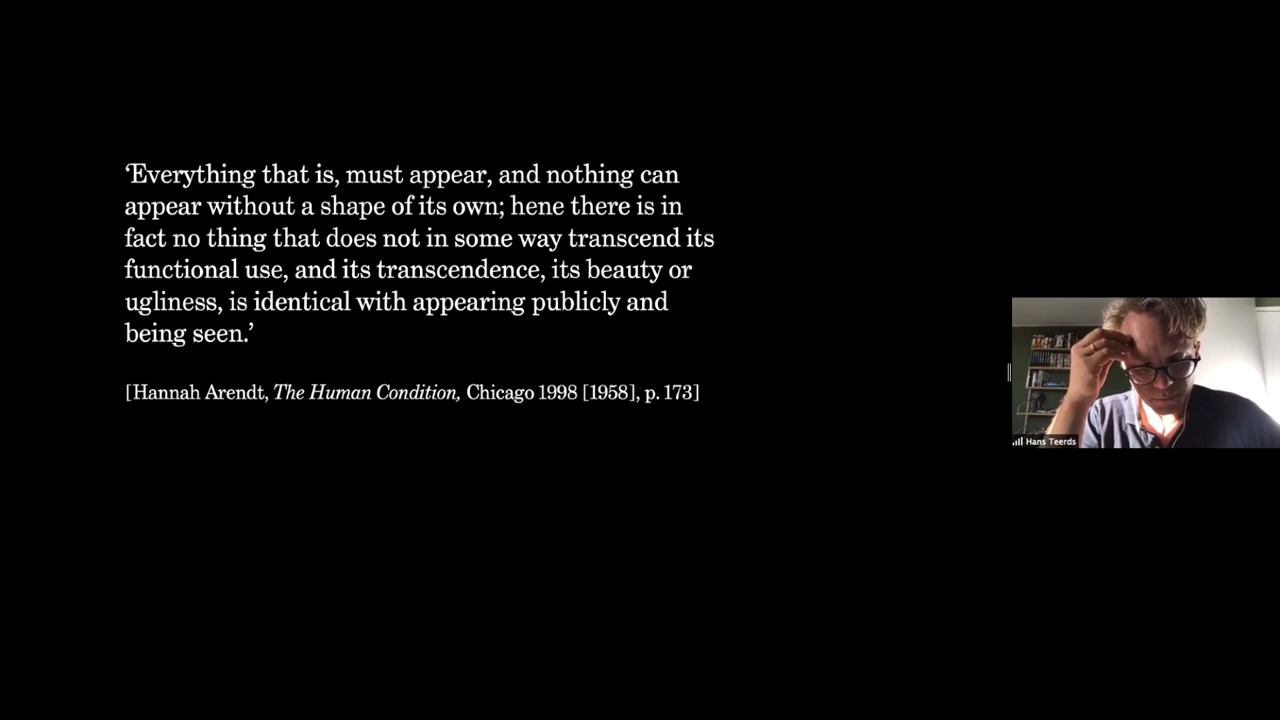 ‘Everything that is, must appear, and nothing can
appear without a shape of its own; hene there is in
fact no thing that does not in some way transcend its
functional use, and its transcendence, its beauty or
ugliness, is identical with appearing publicly and
being seen.’
[Hannah Arendt, The Human Condition, Chicago 1998 [1958], p. 173]
Hans Teerds